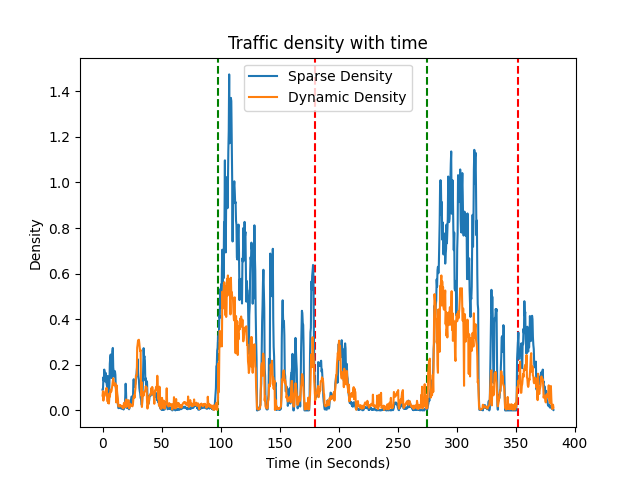 Traffic density with time
Sparse Density
Dynamic Density
Density
1.4
1.2
1.0
0.8
0.6
0.4
0.2
0.0
0 50 100 150 200 250 300 350 400
Time (in Seconds)